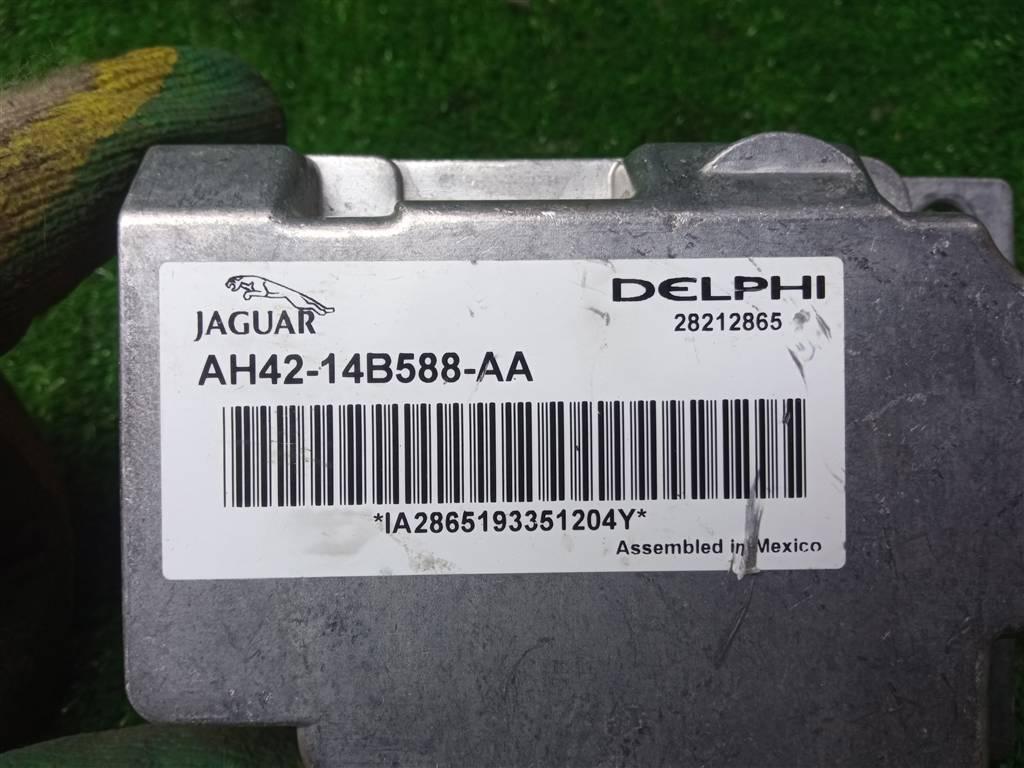 JAGUAR
DELPHI
28212865
AH42-14B588-AA
*IA2865193351204Y*
Assembled in Mexico